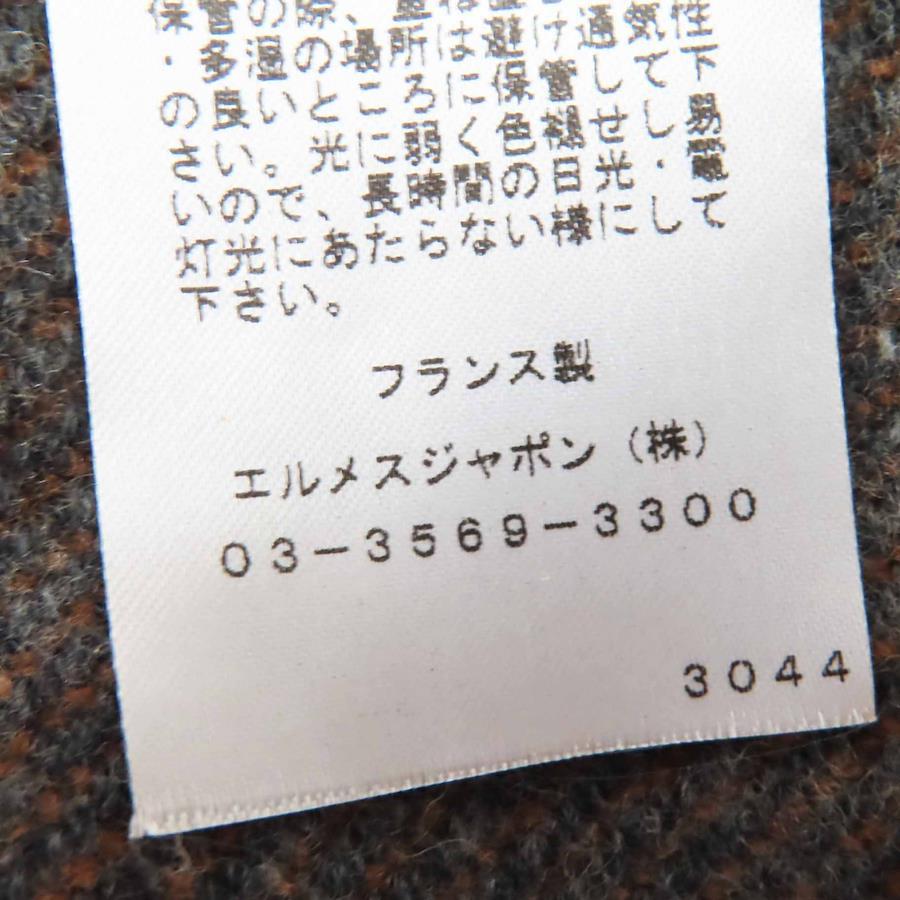 保管の際、
・多湿の場所は避け通気性
の良いところに保管して下
さい。光に弱く色褪せし易
いので、長時間の日光・電
灯光にあたらない様にして
下さい。
フランス製
エルメスジャポン（株）
03-3569-3300
3044